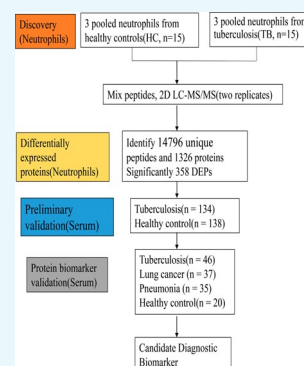 Discovery
(Neutrophils)
3 pooled neutrophils from
healthy controls(HC, n=15)
3 pooled neutrophils from
tuberculosis(TB, n=15)
Mix peptides, 2D LC-MS/MS(two replicates)
Differentially
expressed
proteins(Neutrophils)
Identify 14796 unique
peptides and 1326 proteins
Significantly 358 DEPs
Preliminary
validation(Serum)
Tuberculosis(n = 134)
Healthy control(n = 138)
Protein biomarker
validation(Serum)
Tuberculosis(n = 46)
Lung cancer(n = 37)
Pneumonia(n = 35)
Healthy control(n = 20)
Candidate Diagnostic
Biomarker